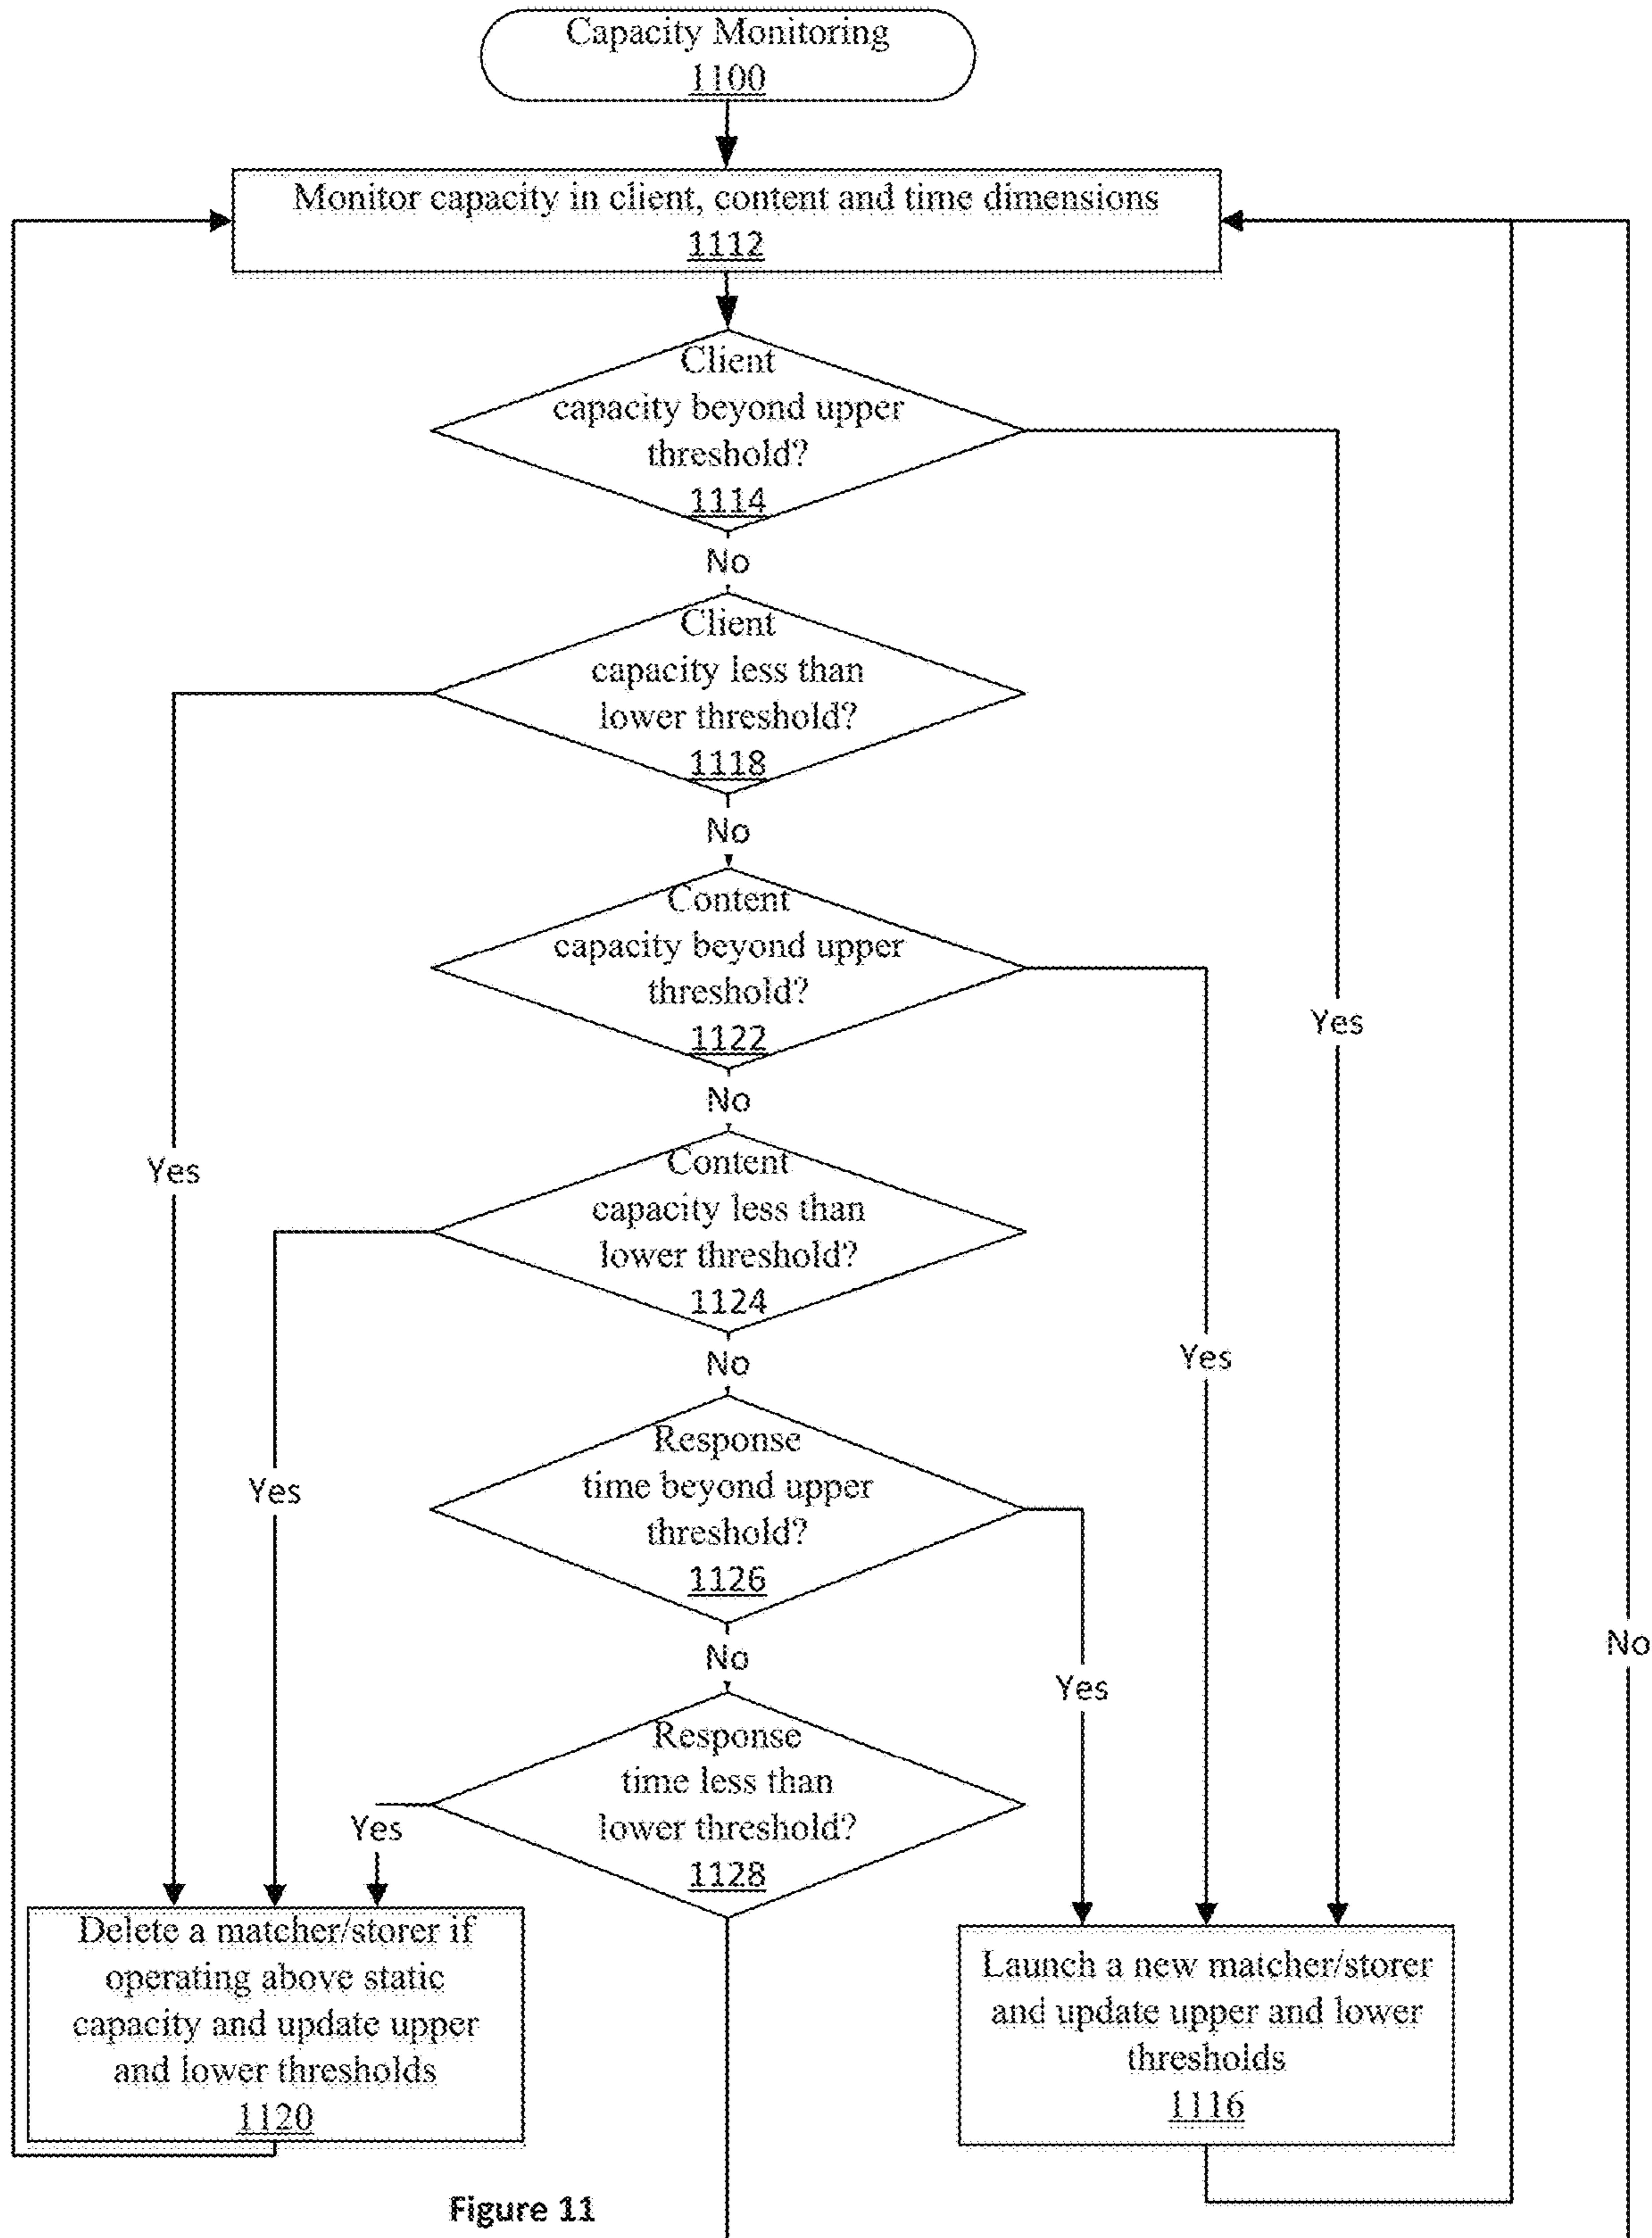 Capacity Monitoring
1100
Monitor capacity in client, content and time dimensions
1112
Client
capacity beyond upper
threshold?
1114
No
Client
capacity less than
lower threshold?
1118
No
Content
capacity beyond upper
threshold?
1122
Yes
No
Content
capacity less than
lower threshold?
1124
Yes
No
Yes
Response
time beyond upper
threshold?
1126
Yes
No
No
Yes
Response
time less than
lower threshold?
1128
Yes
Delete a matcher/storer if
operating above static
capacity and update upper
and lower thresholds
1120
Launch a new matcher/storer
and update upper and lower
thresholds
1116
Figure 11